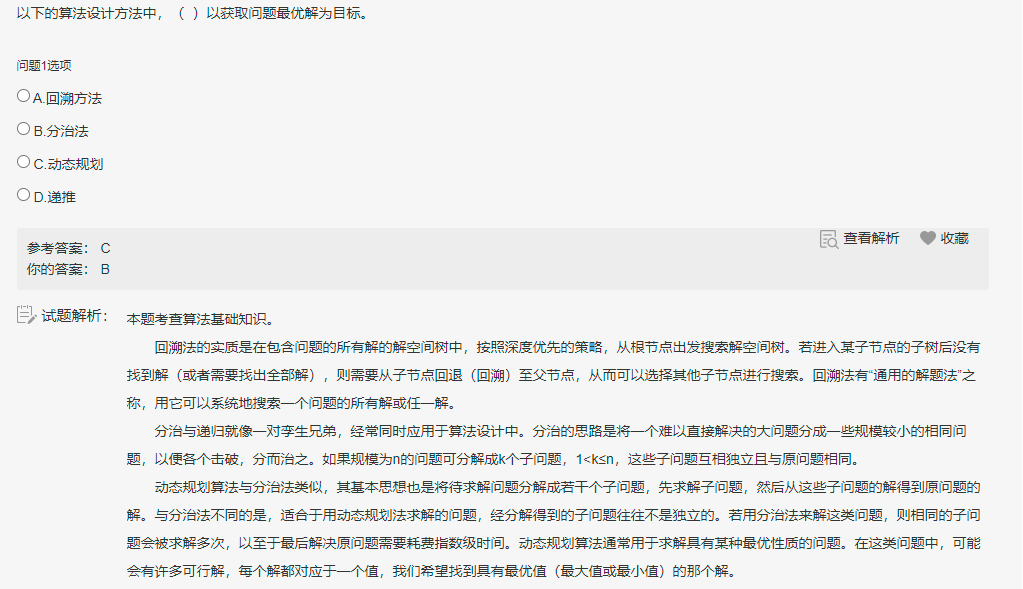 以下的算法设计方法中，（ ）以获取问题最优解为目标。
问题1选项
A.回溯方法
B.分治法
C.动态规划
D.递推
参考答案： C
查看解析 收藏
你的答案： B
试题解析： 本题考查算法基础知识。
回溯法的实质是在包含问题的所有解的解空间树中，按照深度优先的策略，从根节点出发搜索解空间树。若进入某子节点的子树后没有
找到解（或者需要找出全部解），则需要从子节点回退（回溯）至父节点，从而可以选择其他子节点进行搜索。回溯法有“通用的解题法”之
称，用它可以系统地搜索一个问题的所有解或任一解。
分治与递归就像一对孪生兄弟，经常同时应用于算法设计中。分治的思路是将一个难以直接解决的大问题分成一些规模较小的相同问
题，以便各个击破，分而治之。如果规模为n的问题可分解成k个子问题，1<k≤n，这些子问题互相独立且与原问题相同。
动态规划算法与分治法类似，其基本思想也是将待求解问题分解成若干个子问题，先求解子问题，然后从这些子问题的解得到原问题的
解。与分治法不同的是，适合于用动态规划法求解的问题，经分解得到的子问题往往不是独立的。若用分治法来解这类问题，则相同的子问
题会被求解多次，以至于最后解决原问题需要耗费指数级时间。动态规划算法通常用于求解具有某种最优性质的问题。在这类问题中，可能
会有许多可行解，每个解都对应于一个值，我们希望找到具有最优值（最大值或最小值）的那个解。